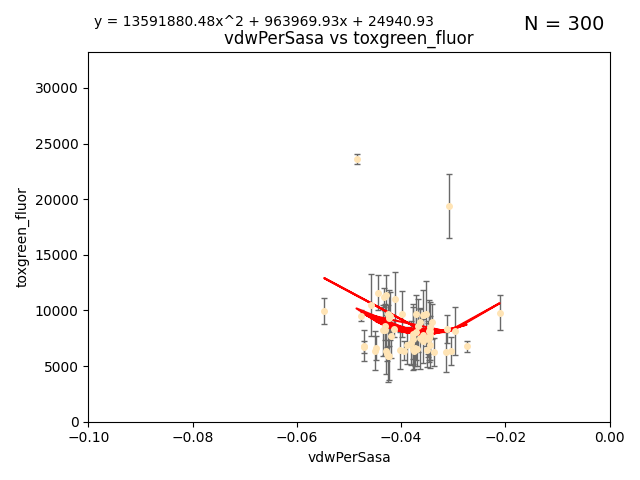 y = 13591880.48x^2 + 963969.93x + 24940.93
N = 300
vdwPerSasa vs toxgreen_fluor
30000
25000
20000
15000
10000
5000
0
toxgreen_fluor
−0.10
−0.08
−0.06
−0.04
−0.02
0.00
vdwPerSasa